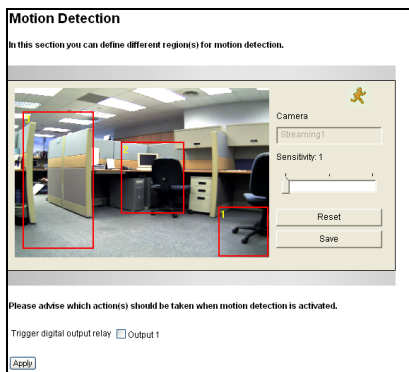 Motion Detection
In this section you can define different region(s) for motion detection.
Camera
Streaming1
Sensitivity: 1
1
Reset
Save
Please advise which action(s) should be taken when motion detection is activated.
Trigger digital output relay Output 1
Apply